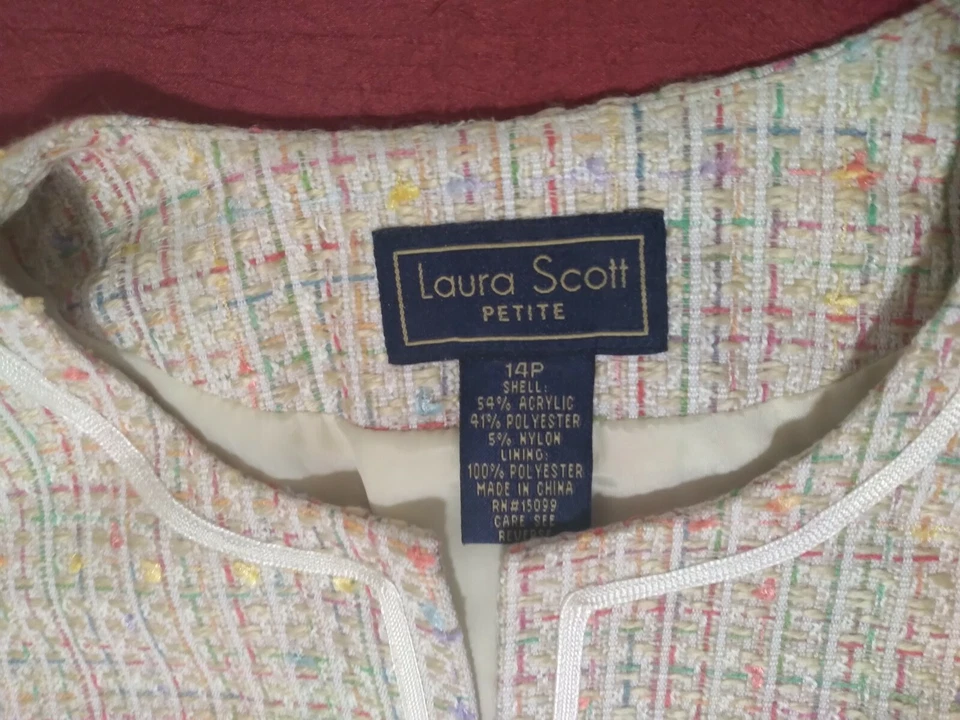 Laura Scott
PETITE
14P
SHELL:
54% ACRYLIC
41% POLYESTER
5% NYLON
LINING:
100% POLYESTER
MADE IN CHINA
RN#15099
CARE SEE
REVERSE